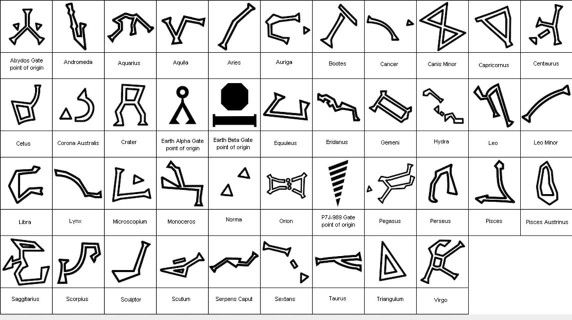 Abydos Gate
point of origin
Andromeda
Aquarius
Aquila
Aries
Auriga
Bootes
Cancer
Canis Minor
Capricornus
Centaurus
Cetus
Corona Australis
Crater
Earth Alpha Gate
point of origin
Earth Beta Gate
point of origin
Equuleus
Eridanus
Gemeni
Hydra
Leo
Leo Minor
Libra
Lynx
Microscopium
Monoceros
Norma
Orion
P7J-989 Gate
point of origin
Pegasus
Perseus
Pisces
Pisces Austrinus
Saggitarius
Scorpius
Sculptor
Scutum
Serpens Caput
Sextans
Taurus
Triangulum
Virgo